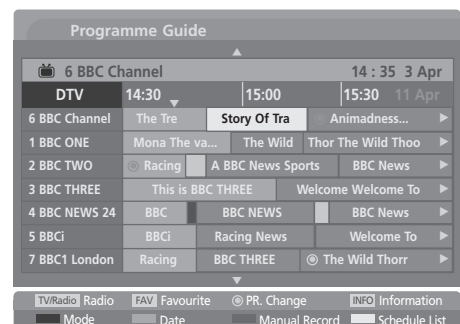 Programme Guide
6 BBC Channel 14 : 35 3 Apr
DTV 14:30 15:00 15:30 11 Apr
6 BBC Channel The Tre Story Of Tra Animadness...
1 BBC ONE Mona The va... The Wild Thor The Wild Thoo
2 BBC TWO Racing A BBC News Sports BBC News
3 BBC THREE This is BBC THREE Welcome Welcome To
4 BBC NEWS 24 BBC BBC NEWS BBC News
5 BBCi BBCi Racing News Welcome To
7 BBC1 London Racing BBC THREE The Wild Thorr
TV/Radio Radio FAV Favourite PR. Change INFO Information
Mode Date Manual Record Schedule List